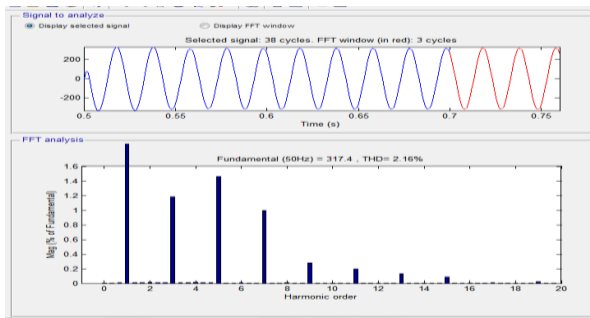 Signal to analyze
Display selected signal Display FFT window
Selected signal: 38 cycles. FFT window (in red): 3 cycles
200
0
-200
0.5 0.55 0.6 0.65 0.7 0.75
Time (s)
FFT analysis
Fundamental (50Hz) = 317.4 , THD= 2.16%
Mag (% of Fundamental)
1.6
1.4
1.2
1
0.8
0.6
0.4
0.2
0
0 2 4 6 8 10 12 14 16 18 20
Harmonic order